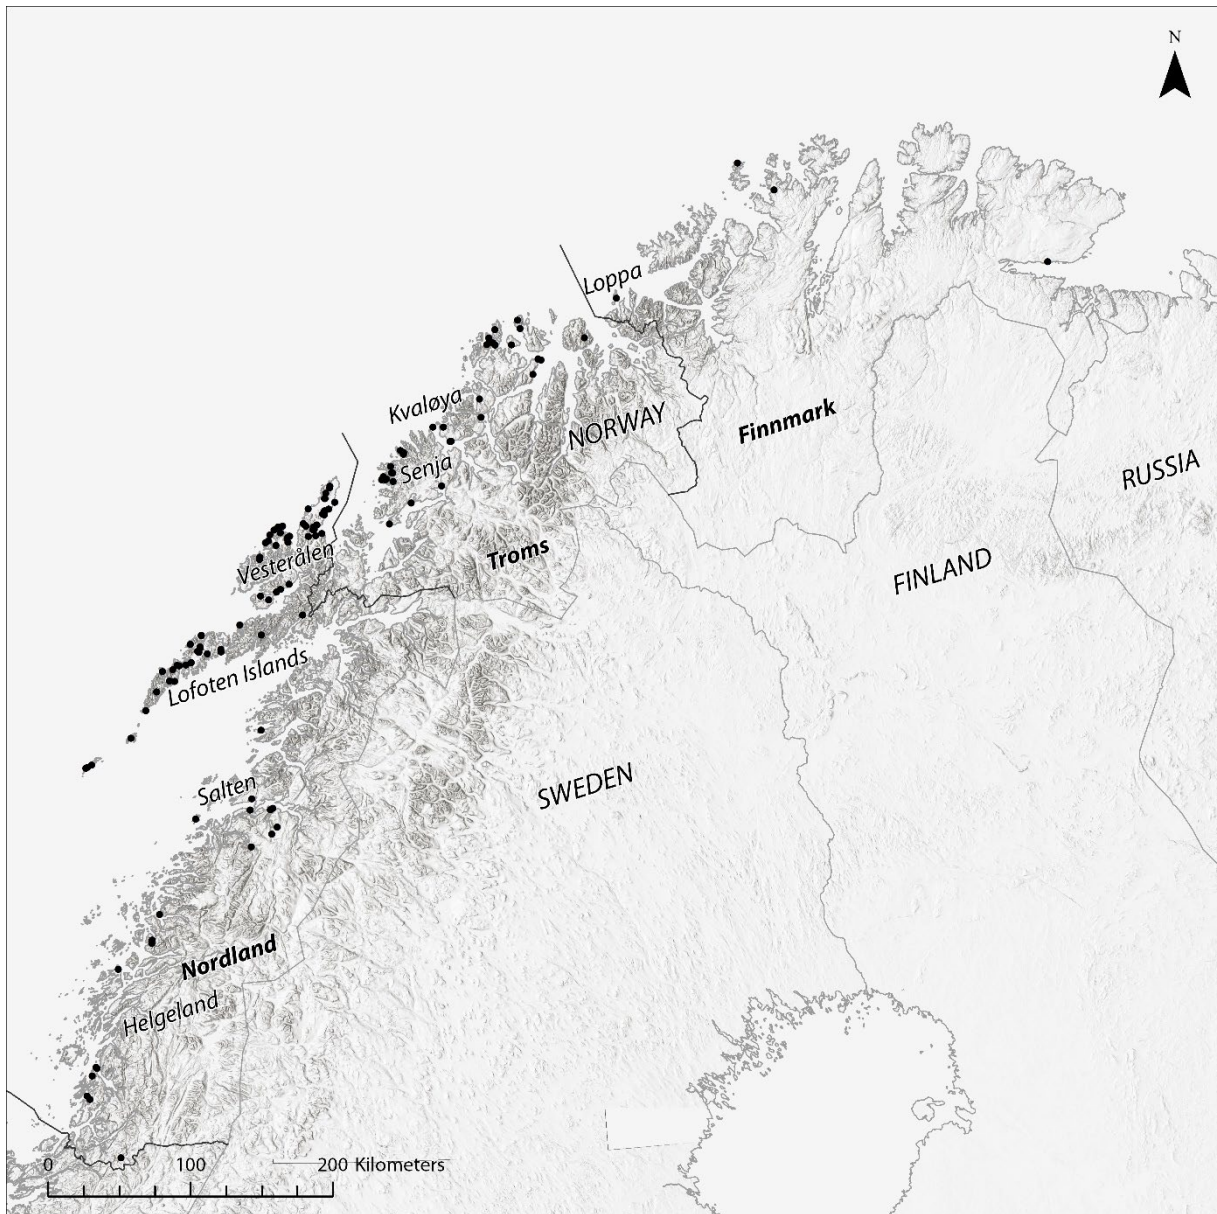 N
Loppa
Kvaløya
NORWAY
Finnmark
Senja
RUSSIA
Vesterålen
Troms
FINLAND
Lofoten Islands
Salten
SWEDEN
Nordland
Helgeland
0 100 200 Kilometers